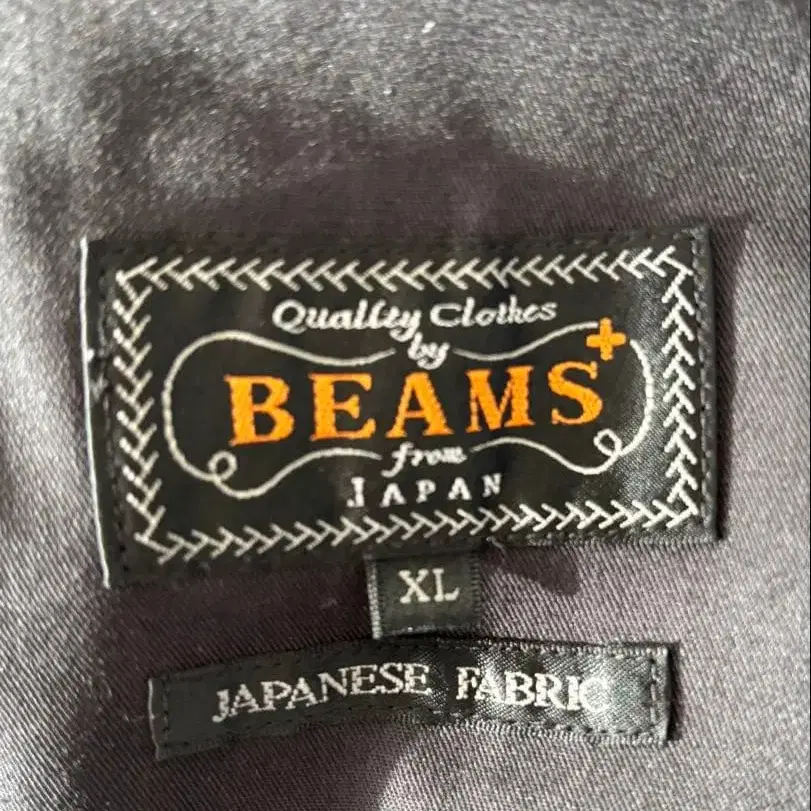 Quality Clothes
by
BEAMS+
from
JAPAN
XL
JAPANESE FABRIC